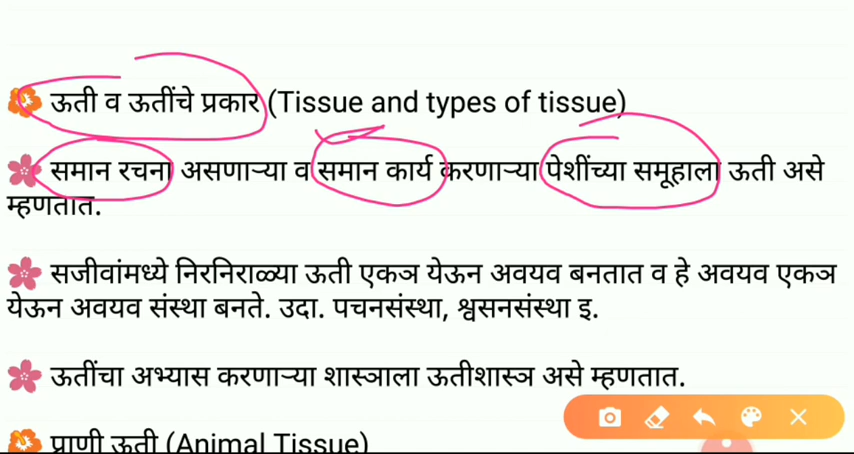 ऊती व ऊतींचे प्रकार (Tissue and types of tissue)
समान रचना असणाऱ्या व समान कार्य करणाऱ्या पेशींच्या समूहाला ऊती असे
म्हणतात.
सजीवांमध्ये निरनिराळ्या ऊती एकत्र येऊन अवयव बनतात व हे अवयव एकत्र
येऊन अवयव संस्था बनते. उदा. पचनसंस्था, श्वसनसंस्था इ.
ऊतींचा अभ्यास करणाऱ्या शास्त्राला ऊतीशास्त्र असे म्हणतात.
प्राणी ऊती (Animal Tissue)